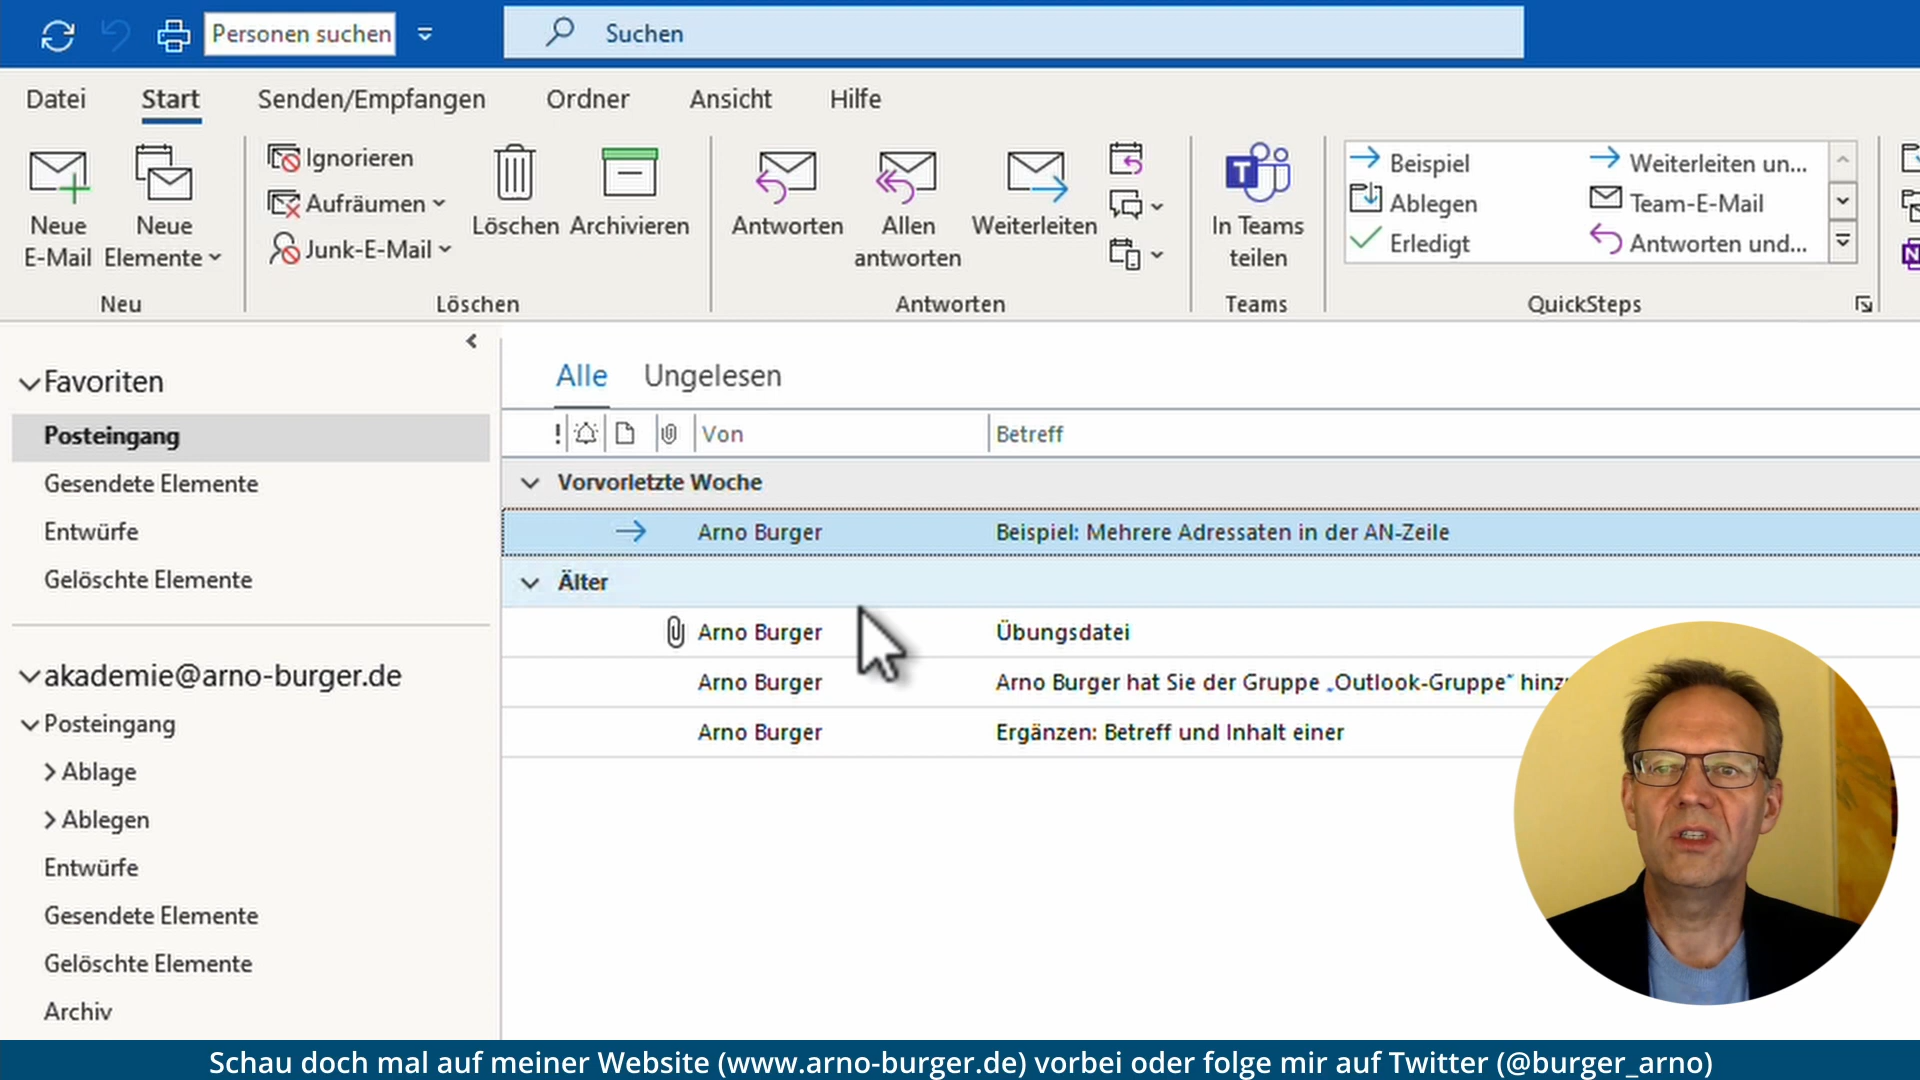 Personen suchen
Suchen
Datei Start Senden/Empfangen Ordner Ansicht Hilfe
Neue E-Mail
Neue Elemente
Ignorieren
Aufräumen
Junk-E-Mail
Löschen
Archivieren
Antworten
Allen antworten
Weiterleiten
In Teams teilen
Beispiel
Ablegen
Erledigt
Weiterleiten un...
Team-E-Mail
Antworten und...
Neu Löschen Antworten Teams QuickSteps
Favoriten
Posteingang
Gesendete Elemente
Entwürfe
Gelöschte Elemente
akademie@arno-burger.de
Posteingang
Ablage
Ablegen
Entwürfe
Gesendete Elemente
Gelöschte Elemente
Archiv
Alle Ungelesen
! Von Betreff
Vorvorletzte Woche
Arno Burger Beispiel: Mehrere Adressaten in der AN-Zeile
Älter
Arno Burger Übungsdatei
Arno Burger Arno Burger hat Sie der Gruppe „Outlook-Gruppe“
Arno Burger Ergänzen: Betreff und Inhalt einer
Schau doch mal auf meiner Website (www.arno-burger.de) vorbei oder folge mir auf Twitter (@burger_arno)